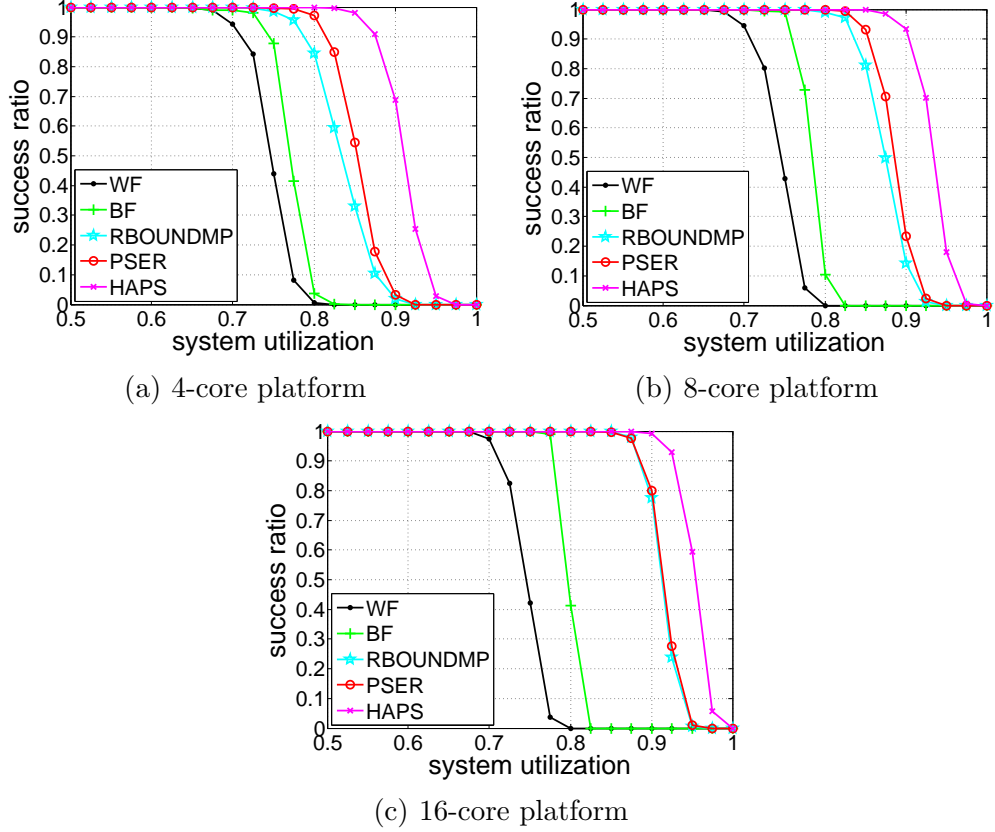 1
0.9
0.8
0.7
0.6
0.5
0.4
0.3
0.2
0.1
0
success ratio
WF
BF
RBOUNDMP
PSER
HAPS
0.5 0.6 0.7 0.8 0.9 1
system utilization
(a) 4-core platform
1
0.9
0.8
0.7
0.6
0.5
0.4
0.3
0.2
0.1
0
success ratio
WF
BF
RBOUNDMP
PSER
HAPS
0.5 0.6 0.7 0.8 0.9 1
system utilization
(b) 8-core platform
1
0.9
0.8
0.7
0.6
0.5
0.4
0.3
0.2
0.1
0
success ratio
WF
BF
RBOUNDMP
PSER
HAPS
0.5 0.6 0.7 0.8 0.9 1
system utilization
(c) 16-core platform